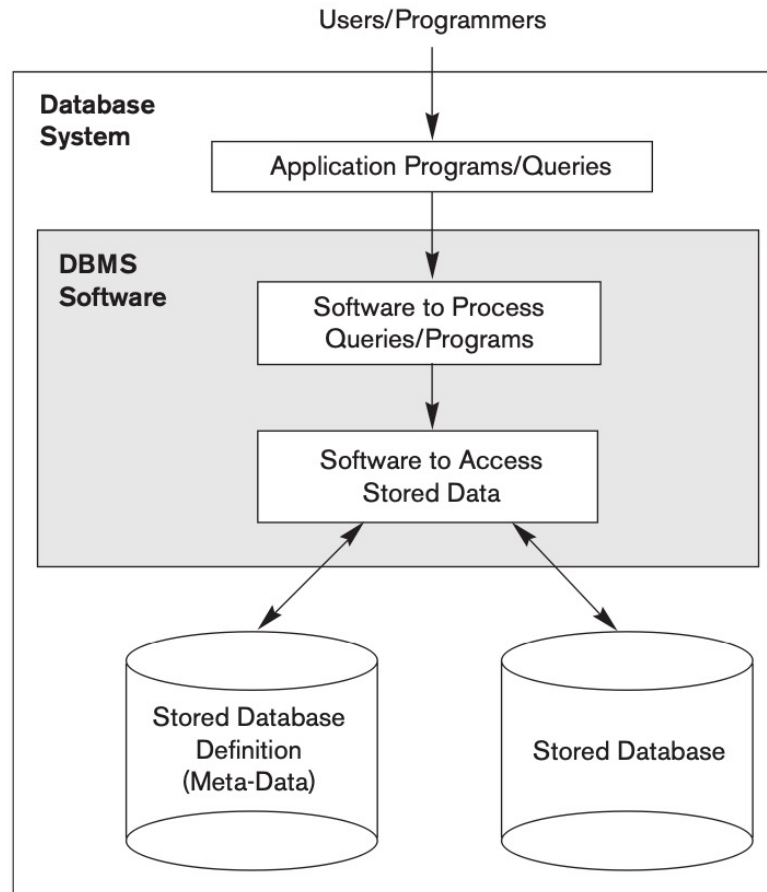 Users/Programmers
Database
System
Application Programs/Queries
DBMS
Software
Software to Process
Queries/Programs
Software to Access
Stored Data
Stored Database
Definition
(Meta-Data)
Stored Database